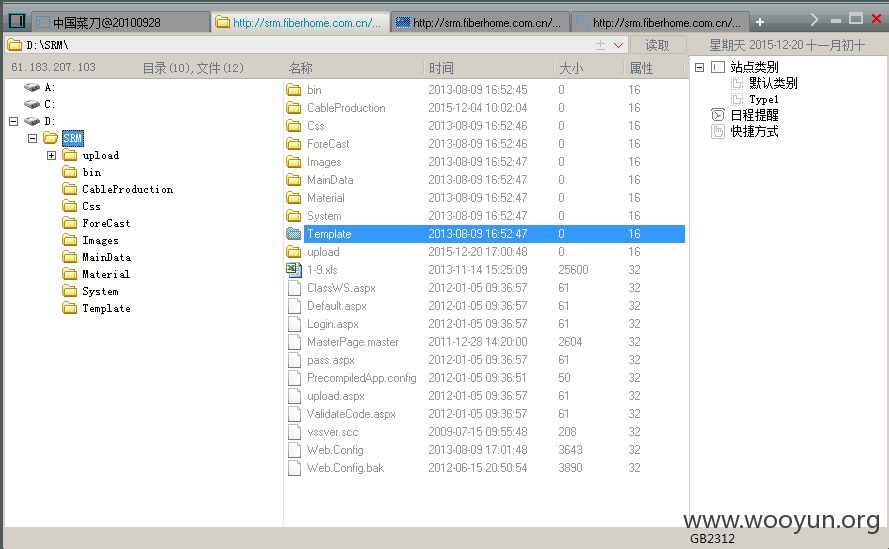 中国菜刀@20100928
http://srm.fiberhome.com.cn/...
http://srm.fiberhome.com.cn/...
http://srm.fiberhome.com.cn/...
D:\SRM\
读取
星期天 2015-12-20 十一月初十
61.183.207.103 目录(10),文件(12)
名称 时间 大小 属性
A:
C:
D:
SRM
upload
bin
CableProduction
Css
ForeCast
Images
MainData
Material
System
Template
bin 2013-08-09 16:52:45 0 16
CableProduction 2015-12-04 10:02:04 0 16
Css 2013-08-09 16:52:46 0 16
ForeCast 2013-08-09 16:52:46 0 16
Images 2013-08-09 16:52:47 0 16
MainData 2013-08-09 16:52:47 0 16
Material 2013-08-09 16:52:47 0 16
System 2013-08-09 16:52:47 0 16
Template 2013-08-09 16:52:47 0 16
upload 2015-12-20 17:00:48 0 16
1-9.xls 2013-11-14 15:25:09 25600 32
ClassWS.aspx 2012-01-05 09:36:57 61 32
Default.aspx 2012-01-05 09:36:57 61 32
Login.aspx 2012-01-05 09:36:57 61 32
MasterPage.master 2011-12-28 14:20:00 2604 32
pass.aspx 2012-01-05 09:36:57 61 32
PrecompiledApp.config 2012-01-05 09:36:51 50 32
upload.aspx 2012-01-05 09:36:57 61 32
ValidateCode.aspx 2012-01-05 09:36:57 61 32
vssver.scc 2009-07-15 09:55:48 208 32
Web.Config 2013-08-09 17:01:48 3643 32
Web.Config.bak 2012-06-15 20:50:54 3890 32
站点类别
默认类别
Type1
日程提醒
快捷方式
www.wooyun.org
GB2312